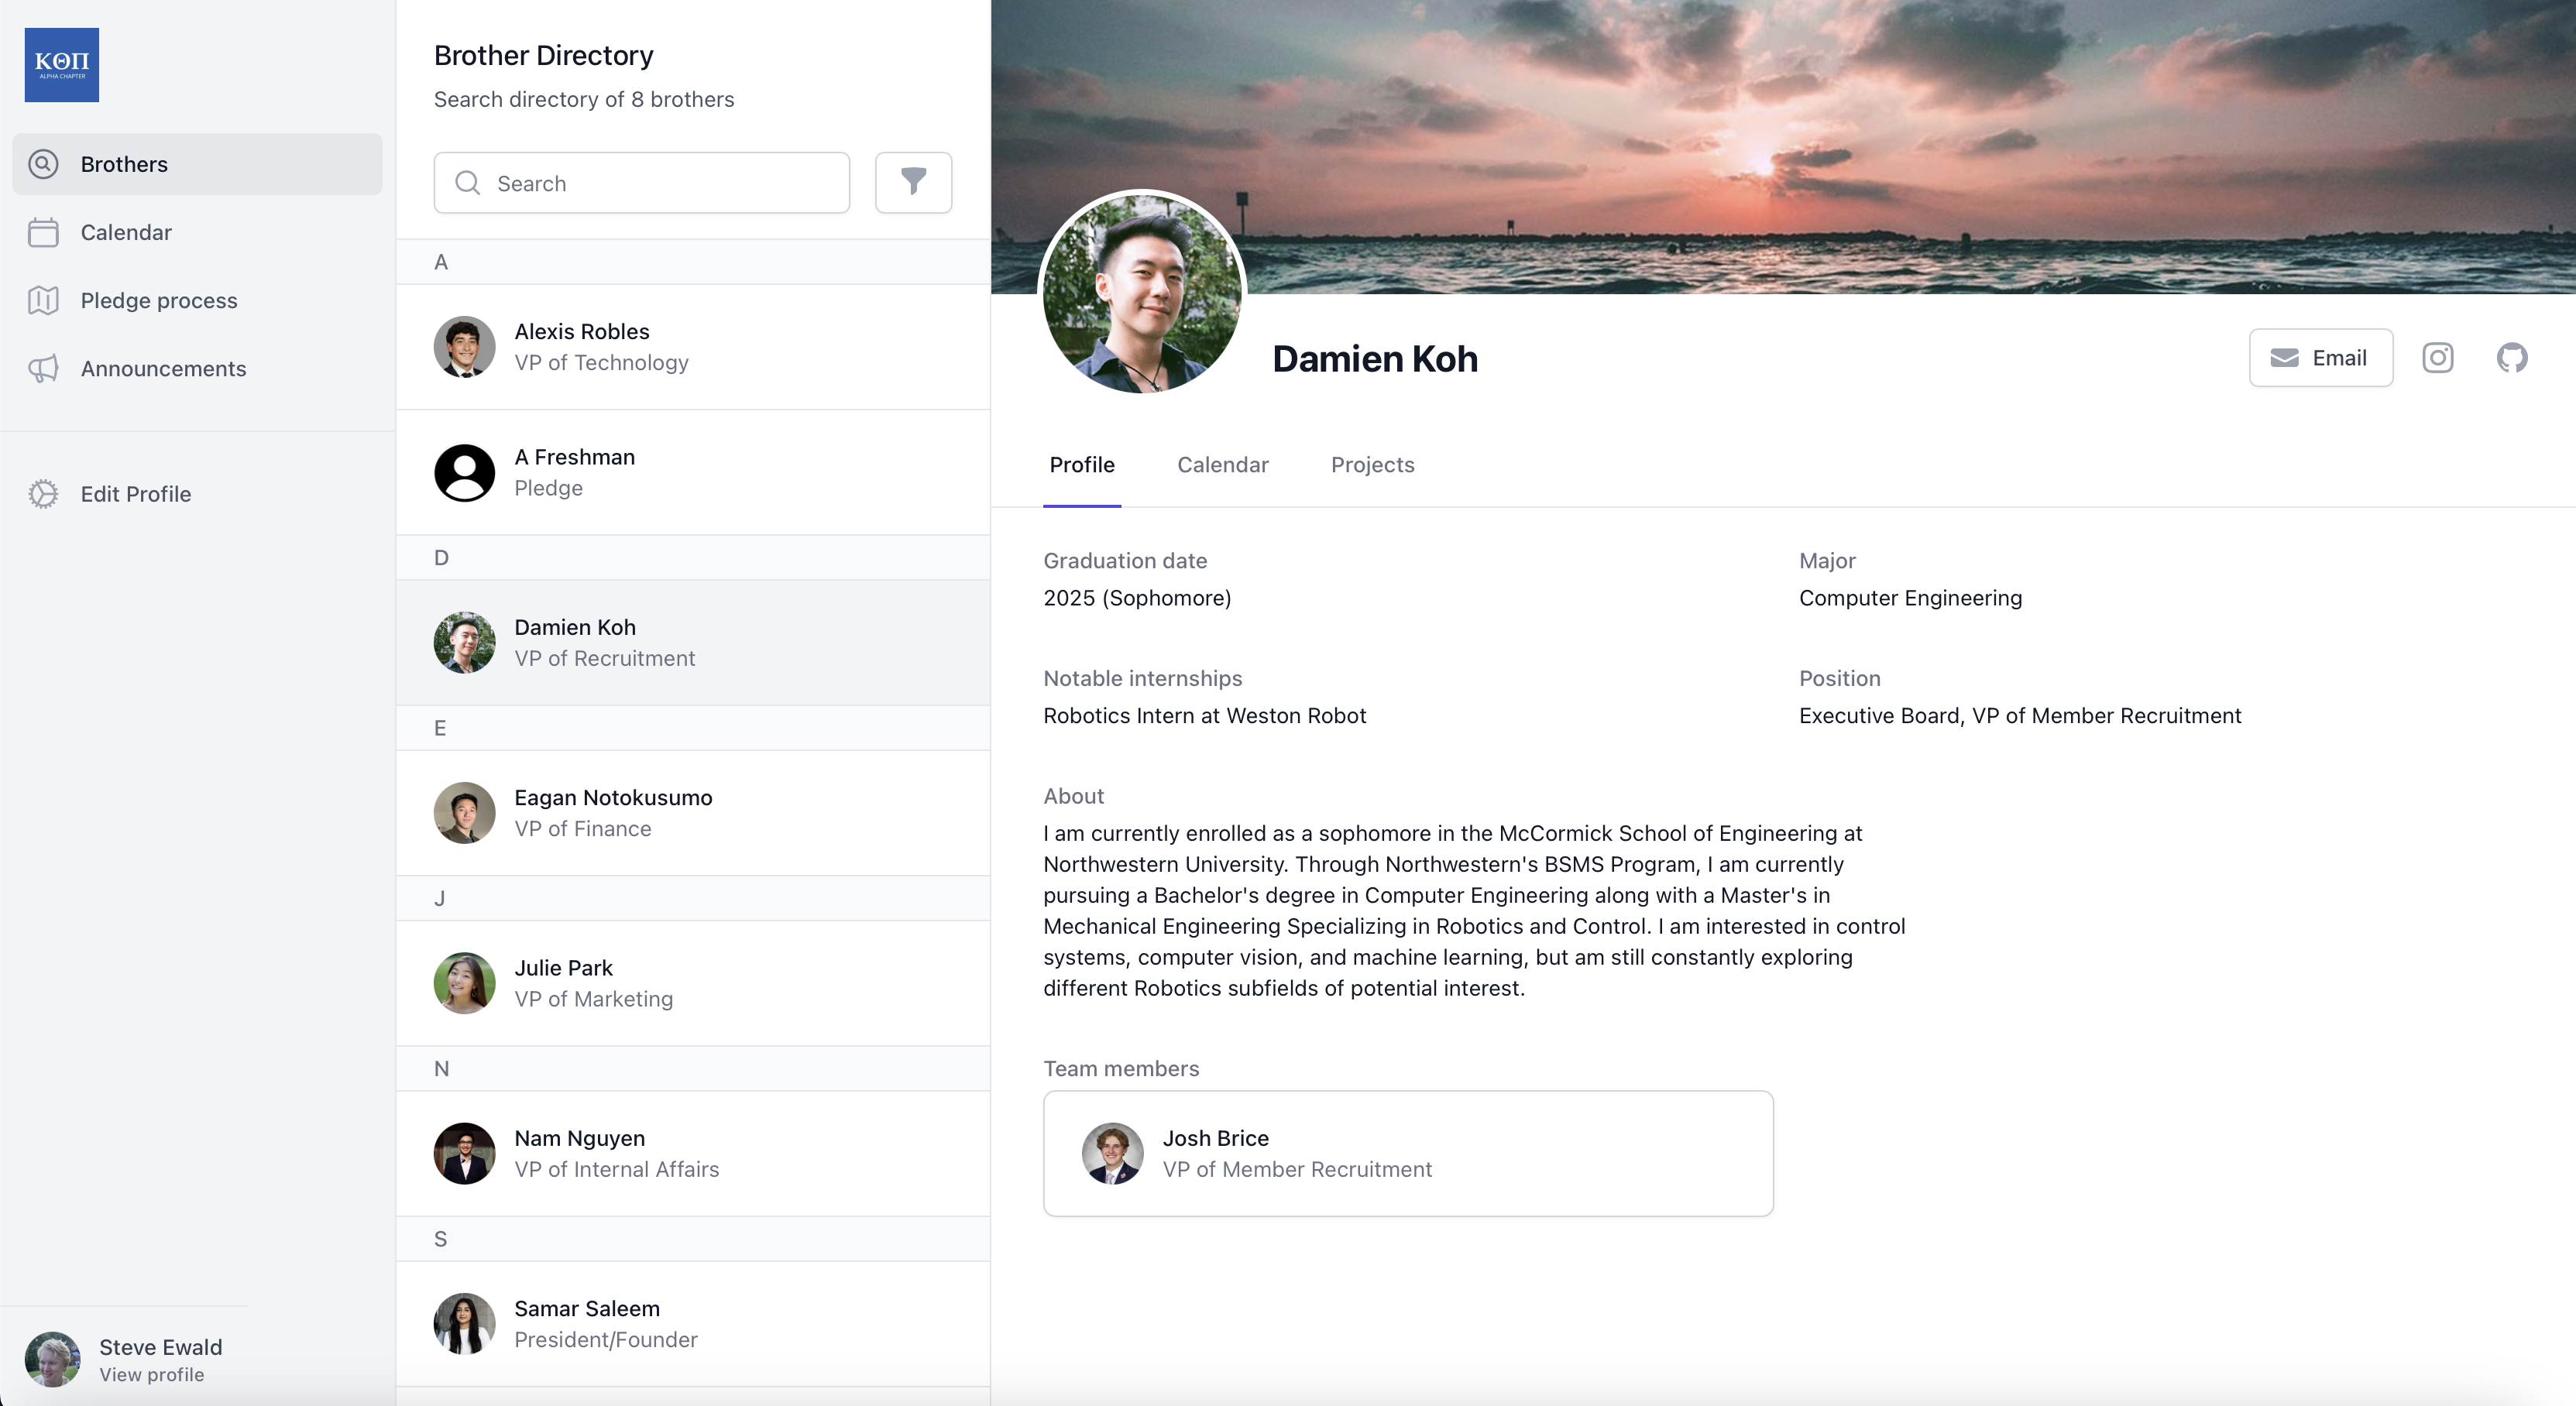 ΚΘΠ
ALPHA CHAPTER
Brothers
Calendar
Pledge process
Announcements
Edit Profile
Steve Ewald
View profile
Brother Directory
Search directory of 8 brothers
Search
A
Alexis Robles
VP of Technology
A Freshman
Pledge
D
Damien Koh
VP of Recruitment
E
Eagan Notokusumo
VP of Finance
J
Julie Park
VP of Marketing
N
Nam Nguyen
VP of Internal Affairs
S
Samar Saleem
President/Founder
Damien Koh
Email
Profile
Calendar
Projects
Graduation date
2025 (Sophomore)
Major
Computer Engineering
Notable internships
Robotics Intern at Weston Robot
Position
Executive Board, VP of Member Recruitment
About
I am currently enrolled as a sophomore in the McCormick School of Engineering at
Northwestern University. Through Northwestern's BSMS Program, I am currently
pursuing a Bachelor's degree in Computer Engineering along with a Master's in
Mechanical Engineering Specializing in Robotics and Control. I am interested in control
systems, computer vision, and machine learning, but am still constantly exploring
different Robotics subfields of potential interest.
Team members
Josh Brice
VP of Member Recruitment